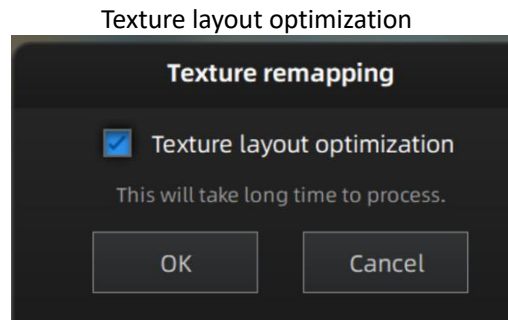 Texture layout optimization
Texture remapping
Texture layout optimization
This will take long time to process.
OK Cancel